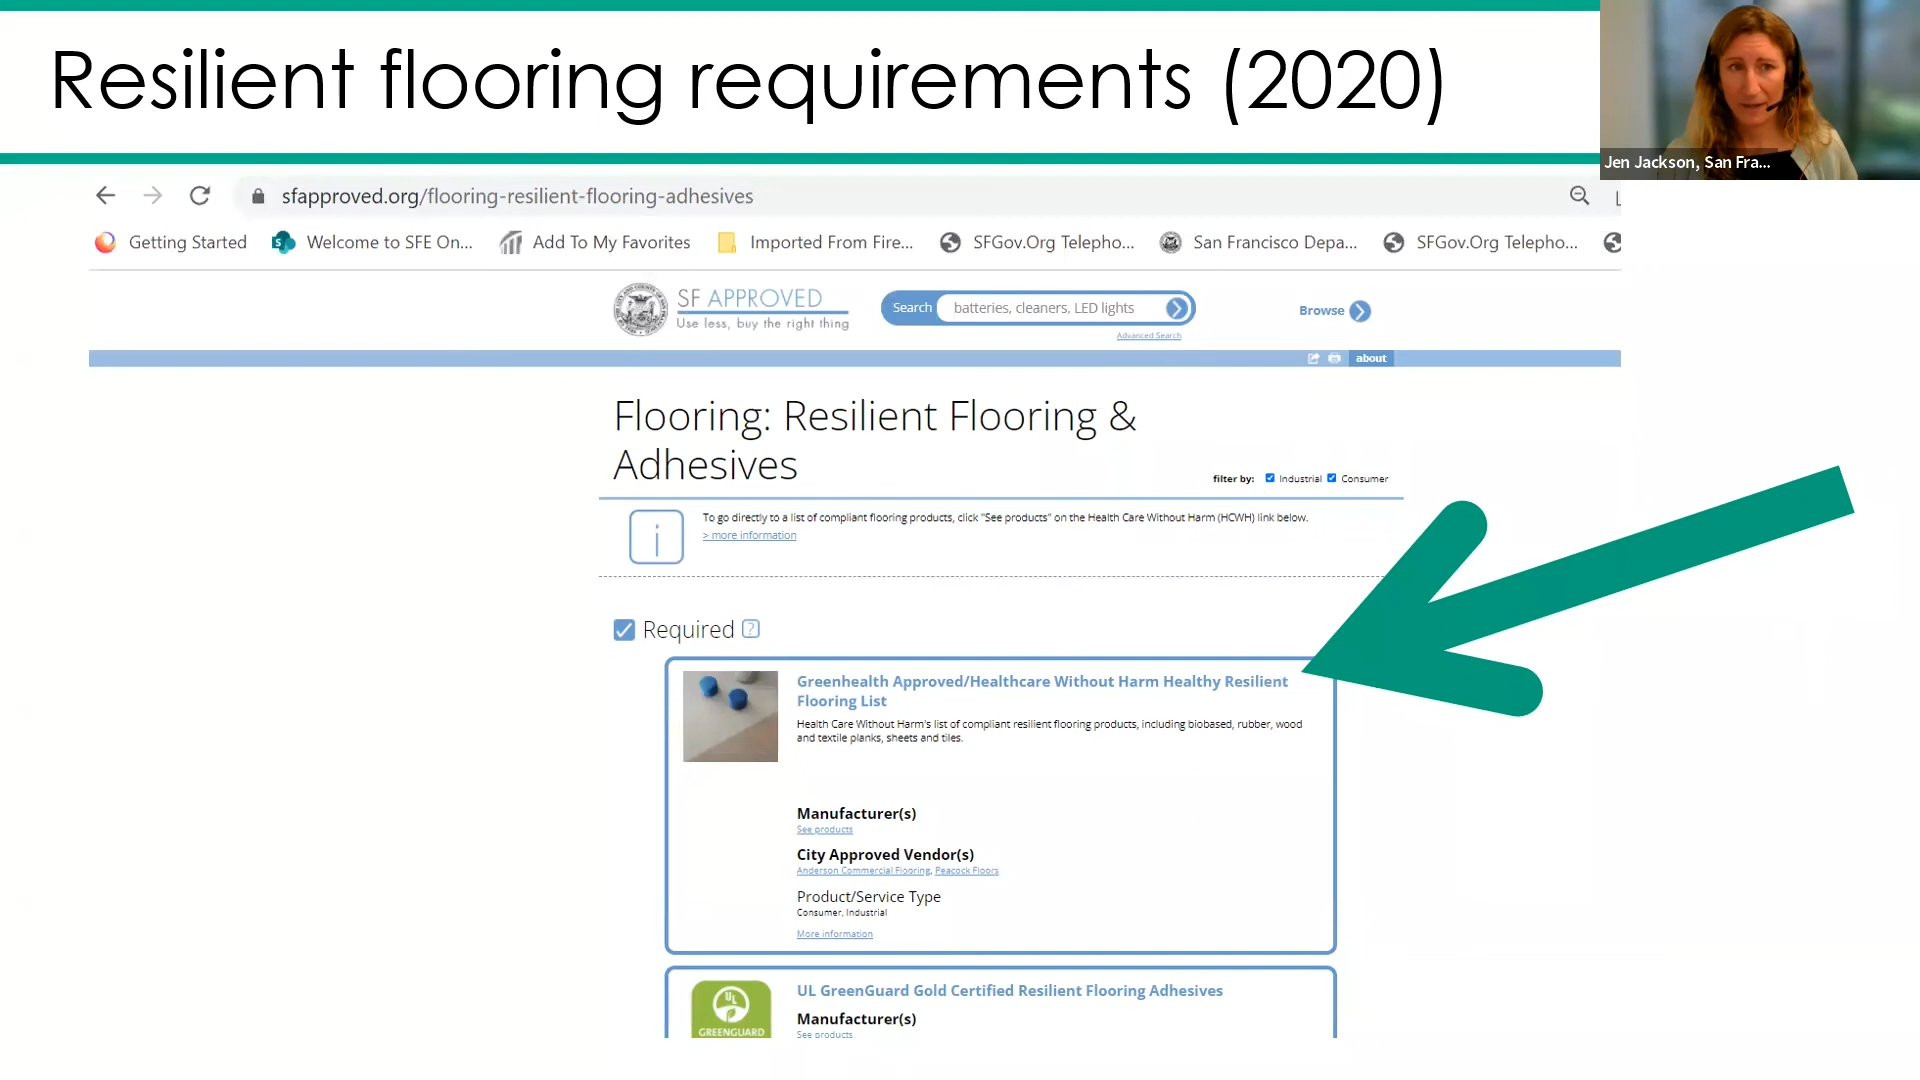 Resilient flooring requirements (2020)
Jen Jackson, San Fra...
sfapproved.org/flooring-resilient-flooring-adhesives
Getting Started
Welcome to SFE On...
Add To My Favorites
Imported From Fire...
SFGov.Org Telepho...
San Francisco Depa...
SFGov.Org Telepho...
SF APPROVED
Use less, buy the right thing
Search
batteries, cleaners, LED lights
Advanced Search
Browse
about
Flooring: Resilient Flooring &
Adhesives
filter by: Industrial Consumer
To go directly to a list of compliant flooring products, click "See products" on the Health Care Without Harm (HCWH) link below.
> more information
Required ?
Greenhealth Approved/Healthcare Without Harm Healthy Resilient
Flooring List
Health Care Without Harm's list of compliant resilient flooring products, including biobased, rubber, wood
and textile planks, sheets and tiles.
Manufacturer(s)
See products
City Approved Vendor(s)
Anderson Commercial Flooring, Peacock Floors
Product/Service Type
Consumer, Industrial
More information
UL
GREENGUARD
UL GreenGuard Gold Certified Resilient Flooring Adhesives
Manufacturer(s)
See products